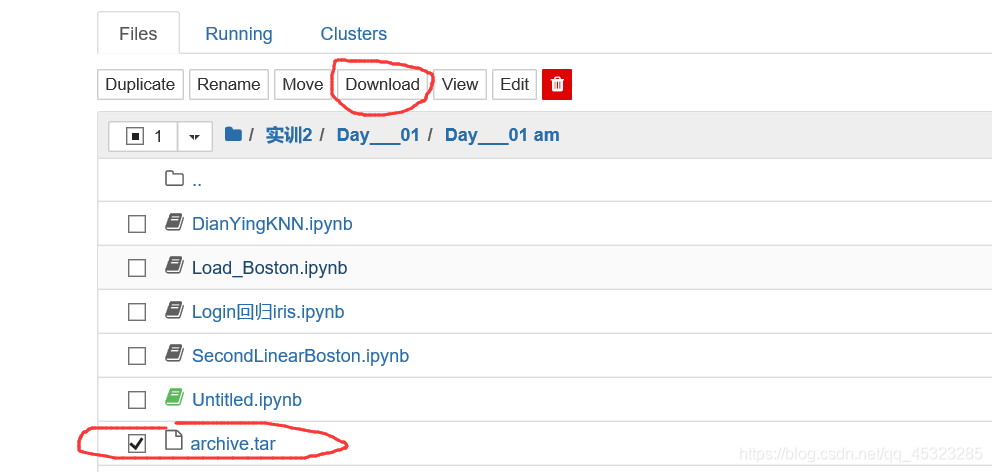 Files Running Clusters
Duplicate Rename Move Download View Edit
1 / 实训2 / Day___01 / Day___01 am
..
DianYingKNN.ipynb
Load_Boston.ipynb
Login回归iris.ipynb
SecondLinearBoston.ipynb
Untitled.ipynb
archive.tar
https://blog.csdn.net/qq_45323285